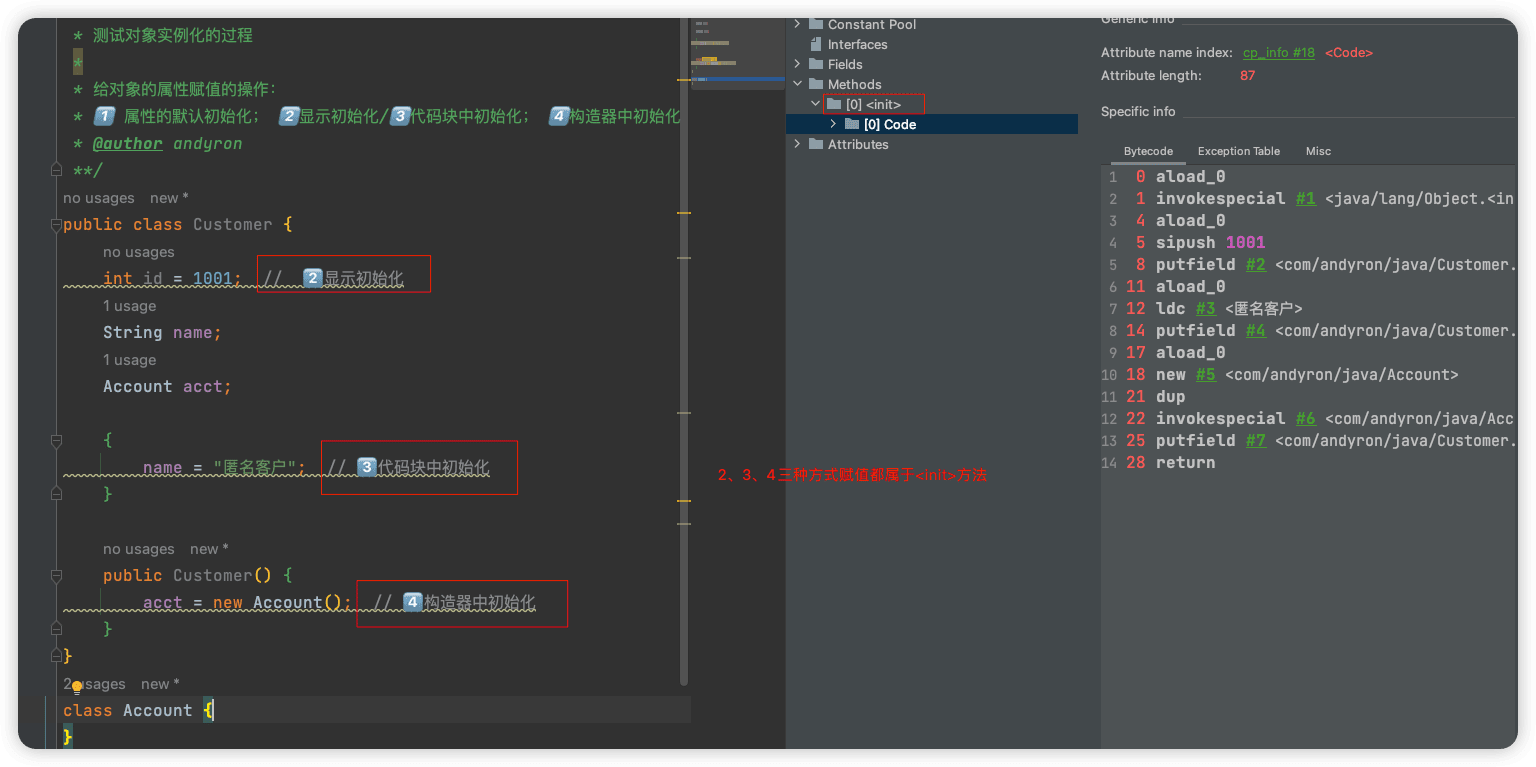 * 测试对象实例化的过程
*
* 给对象的属性赋值的操作：
* 1️⃣ 属性的默认初始化； 2️⃣显示初始化/3️⃣代码块中初始化； 4️⃣构造器中初始化
* @author andyron
**/
no usages new *
public class Customer {
no usages
int id = 1001; // 2️⃣显示初始化
1 usage
String name;
1 usage
Account acct;
{
name = "匿名客户"; // 3️⃣代码块中初始化
}
no usages new *
public Customer() {
acct = new Account(); // 4️⃣构造器中初始化
}
}
new *
class Account {
}
2、3、4三种方式赋值都属于<init>方法
Constant Pool
Interfaces
Fields
Methods
[0] <init>
[0] Code
Attributes
Generic info
Attribute name index: cp_info #18 <Code>
Attribute length: 87
Specific info
Bytecode Exception Table Misc
1 0 aload_0
2 1 invokespecial #1 <java/lang/Object.<in
3 4 aload_0
4 5 sipush 1001
5 8 putfield #2 <com/andyron/java/Customer.
6 11 aload_0
7 12 ldc #3 <匿名客户>
8 14 putfield #4 <com/andyron/java/Customer.
9 17 aload_0
10 18 new #5 <com/andyron/java/Account>
11 21 dup
12 22 invokespecial #6 <com/andyron/java/Acc
13 25 putfield #7 <com/andyron/java/Customer.
14 28 return